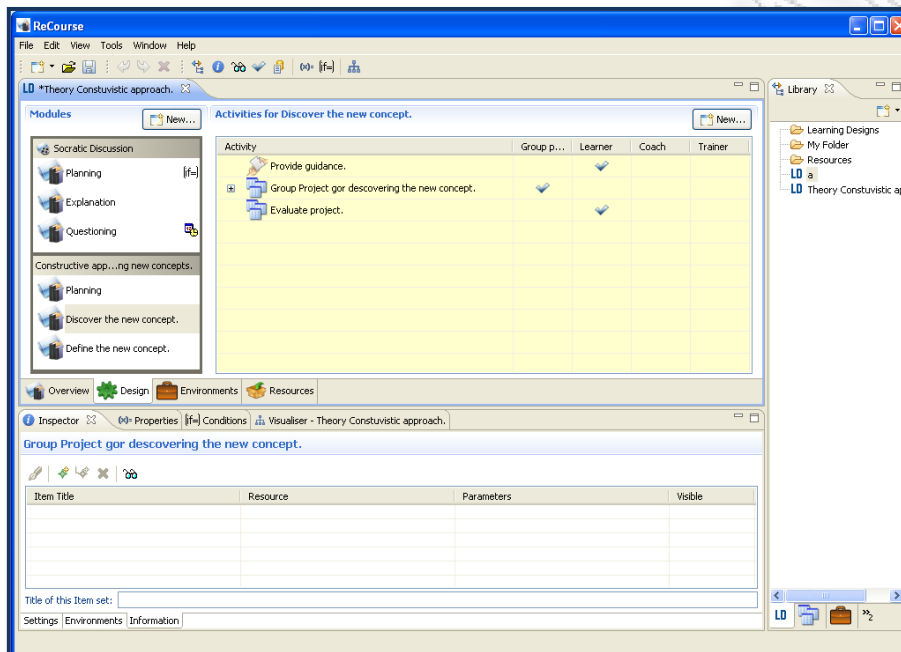 ReCourse
File Edit View Tools Window Help
(x)= {if=}
LD *Theory Constuvistic approach.
Library
Modules
New...
Activities for Discover the new concept.
New...
Learning Designs
My Folder
Resources
LD a
LD Theory Constuvistic ap
Socratic Discussion
Planning {if=}
Explanation
Questioning
Constructive app...ng new concepts.
Planning
Discover the new concept.
Define the new concept.
Activity Group p... Learner Coach Trainer
Provide guidance.
Group Project gor descovering the new concept.
Evaluate project.
Overview Design Environments Resources
Inspector (x)= Properties {if=} Conditions Visualiser - Theory Constuvistic approach.
Group Project gor descovering the new concept.
Item Title Resource Parameters Visible
Title of this Item set:
Settings Environments Information
LD »2